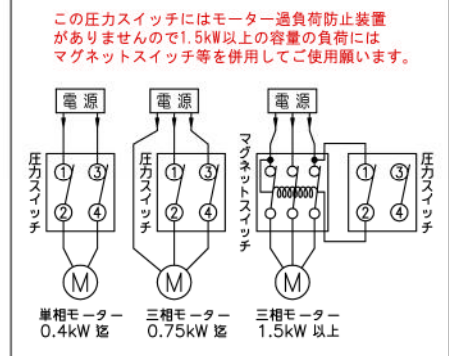 この圧力スイッチにはモーター過負荷防止装置
がありませんので1.5kW以上の容量の負荷には
マグネットスイッチ等を併用してご使用願います。
電源
圧力スイッチ
①
③
②
④
M
単相モーター
0.4kW 迄
電源
圧力スイッチ
①
③
②
④
M
三相モーター
0.75kW 迄
電源
マグネットスイッチ
M
三相モーター
1.5kW 以上
①
③
②
④
圧力スイッチ